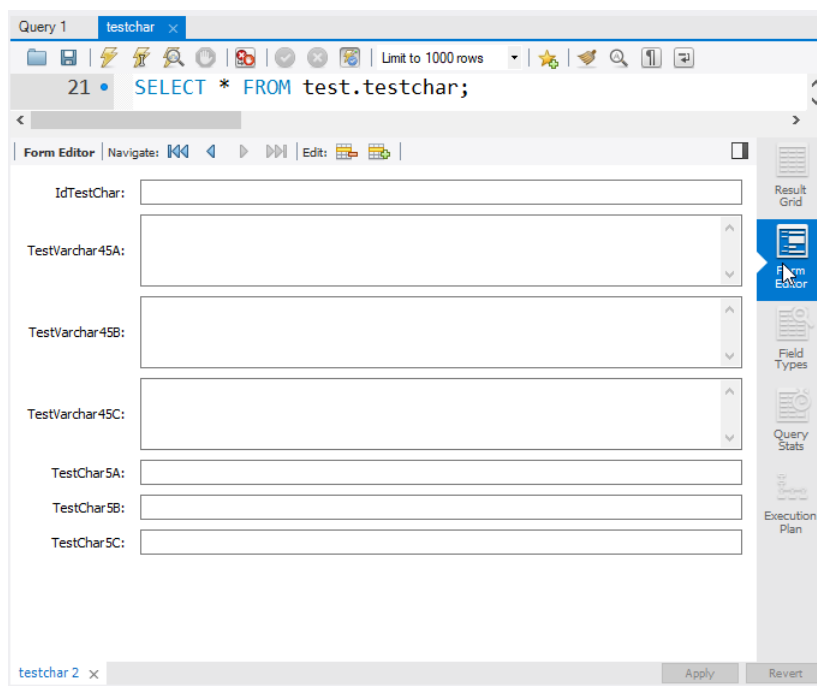 Query 1 testchar
Limit to 1000 rows
21 SELECT * FROM test.testchar;
Form Editor Navigate: Edit:
IdTestChar:
TestVarchar45A:
TestVarchar45B:
TestVarchar45C:
TestChar5A:
TestChar5B:
TestChar5C:
Result
Grid
Form
Editor
Field
Types
Query
Stats
Execution
Plan
testchar 2 Apply Revert